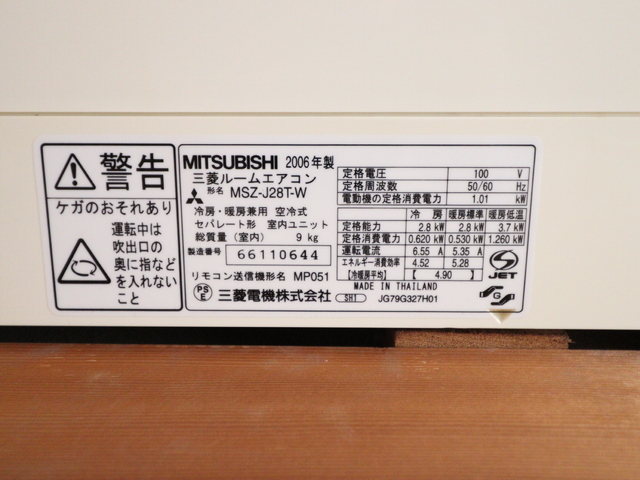 警告
ケガのおそれあり
運転中は
吹出口の
奥に指など
を入れない
こと
MITSUBISHI 2006年製
三菱ルームエアコン
形名 MSZ-J28T-W
冷房・暖房兼用 空冷式
セパレート形 室内ユニット
総質量(室内) 9 kg
製造番号 66110644
リモコン送信機形名 MP051
PS E 三菱電機株式会社
定格電圧 100 V
定格周波数 50/60 Hz
電動機の定格消費電力 1.01 kW
冷 房 暖房標準 暖房低温
定格能力 2.8 kW 2.8 kW 3.7 kW
定格消費電力 0.620 kW 0.530 kW 1.260 kW
運転電流 6.55 A 5.35 A
エネルギー消費効率 4.52 5.28
【冷暖房平均】 [ 4.90 ]
JET
MADE IN THAILAND
SH1 JG79G327H01
S G S